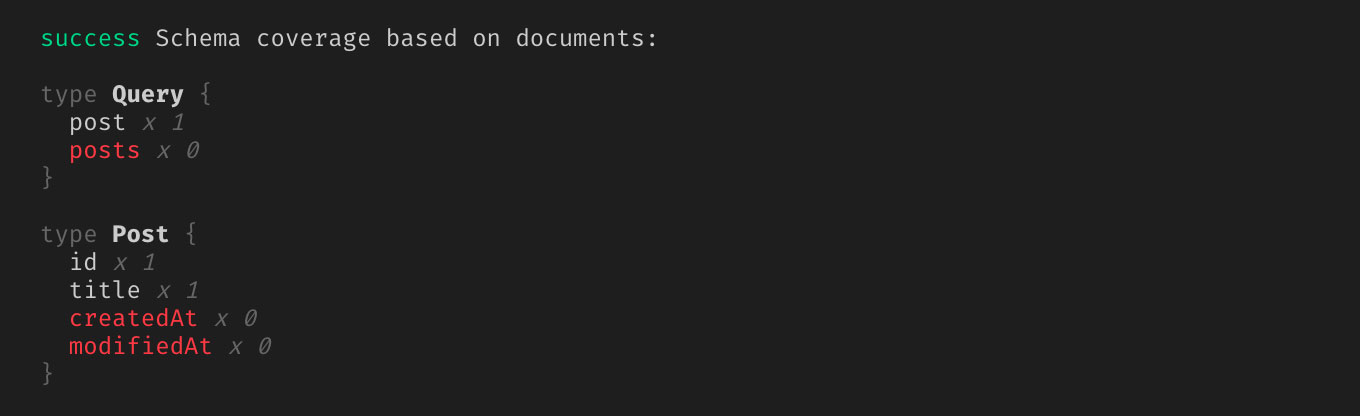 success Schema coverage based on documents:
type Query {
  post x 1
  posts x 0
}
type Post {
  id x 1
  title x 1
  createdAt x 0
  modifiedAt x 0
}